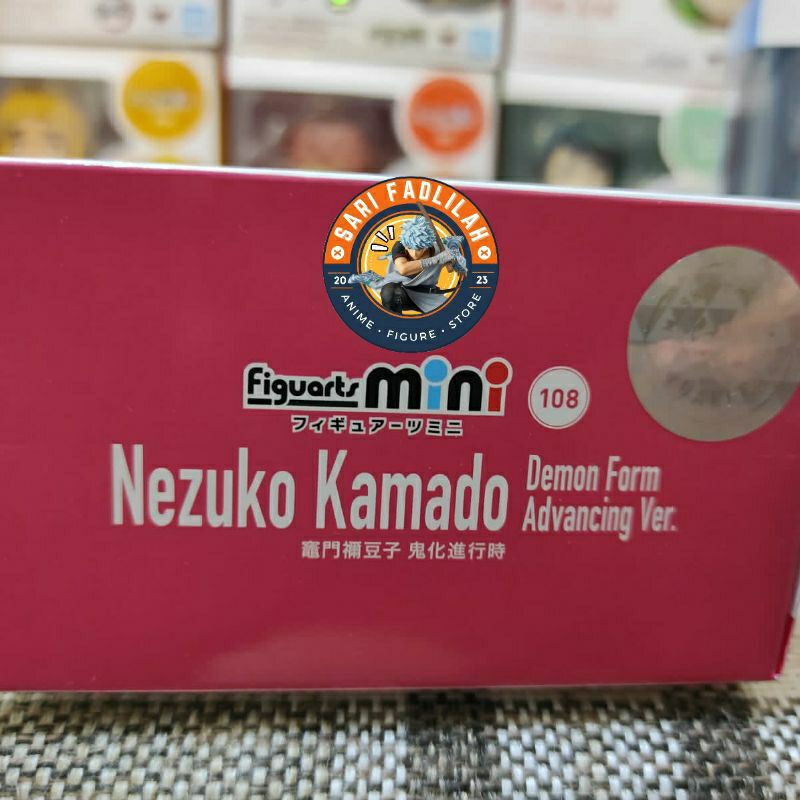 SARI FADLILAH
20 23
ANIME · FIGURE · STORE
Figuarts mini 108
フィギュアーツミニ
Nezuko Kamado Demon Form
Advancing Ver.
竈門禰豆子 鬼化進行時